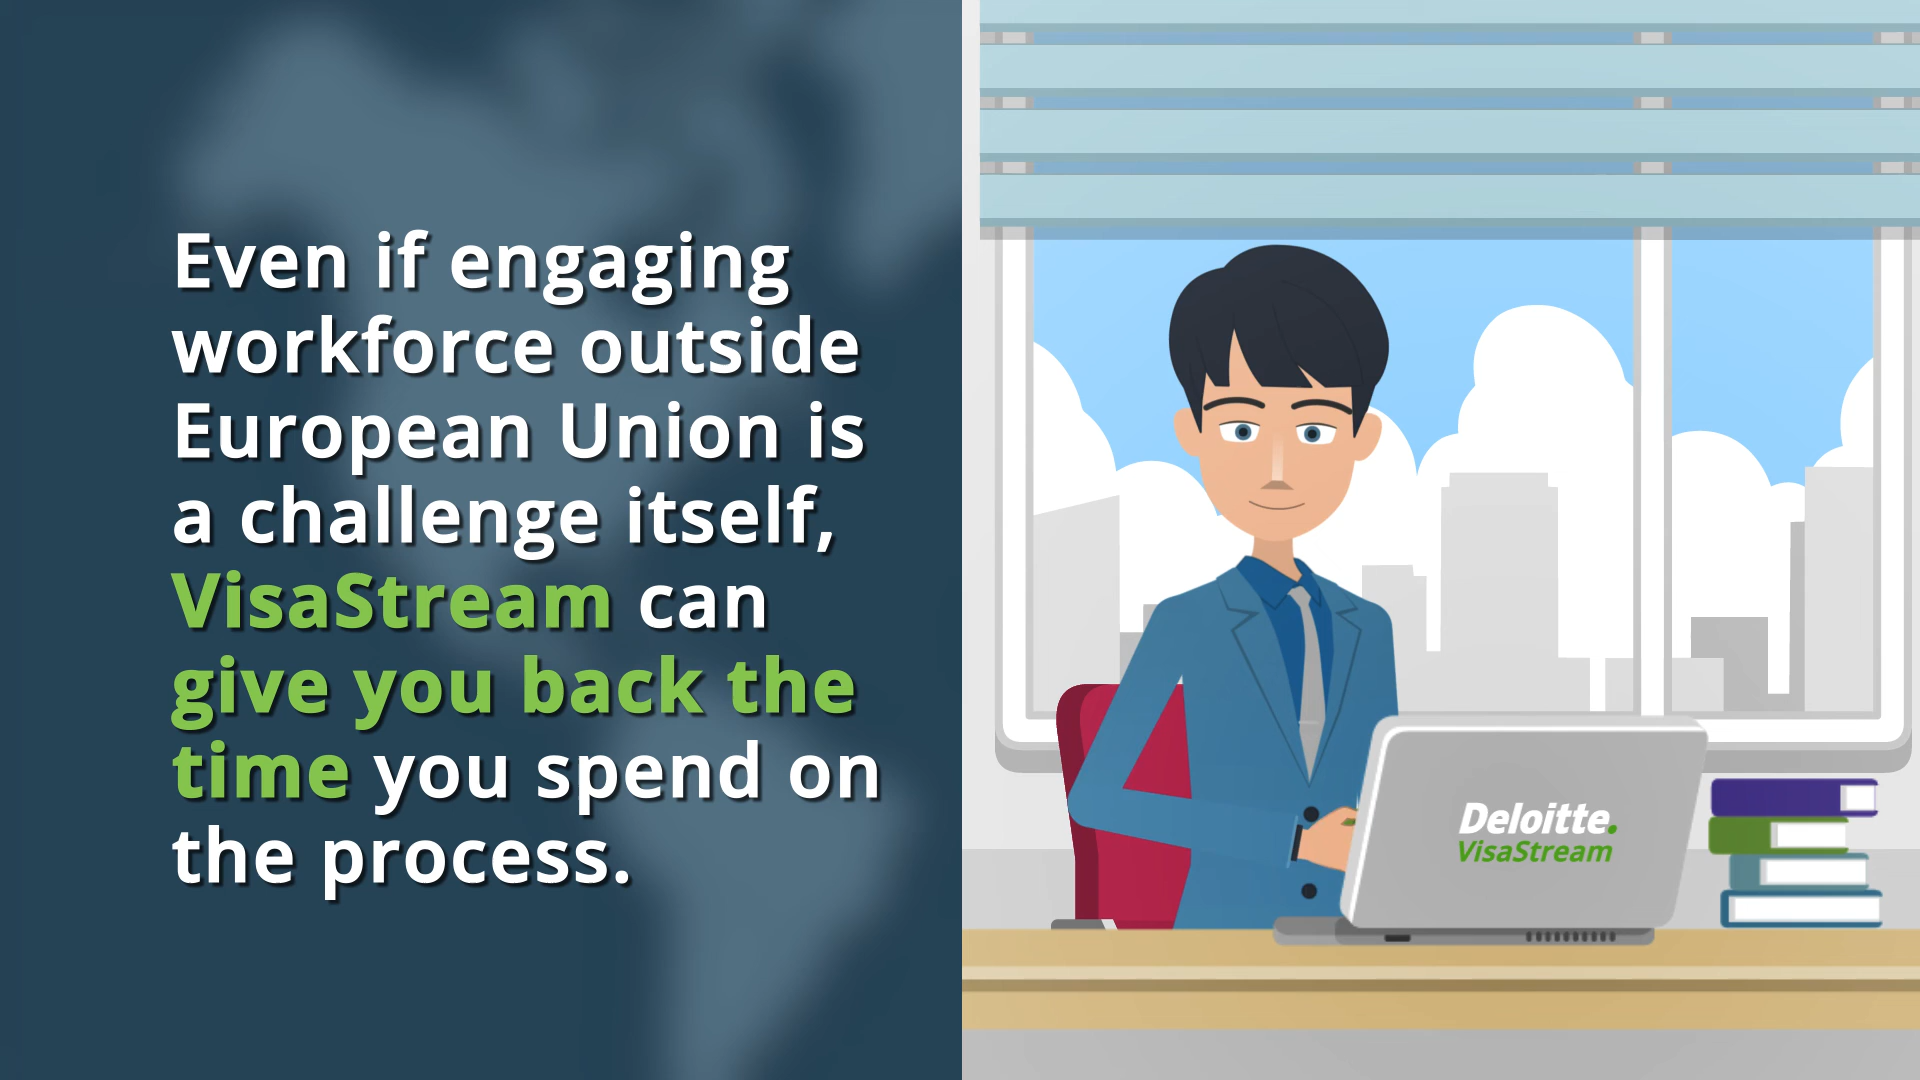 Even if engaging
workforce outside
European Union is
a challenge itself,
VisaStream can
give you back the
time you spend on
the process.
Deloitte.
VisaStream